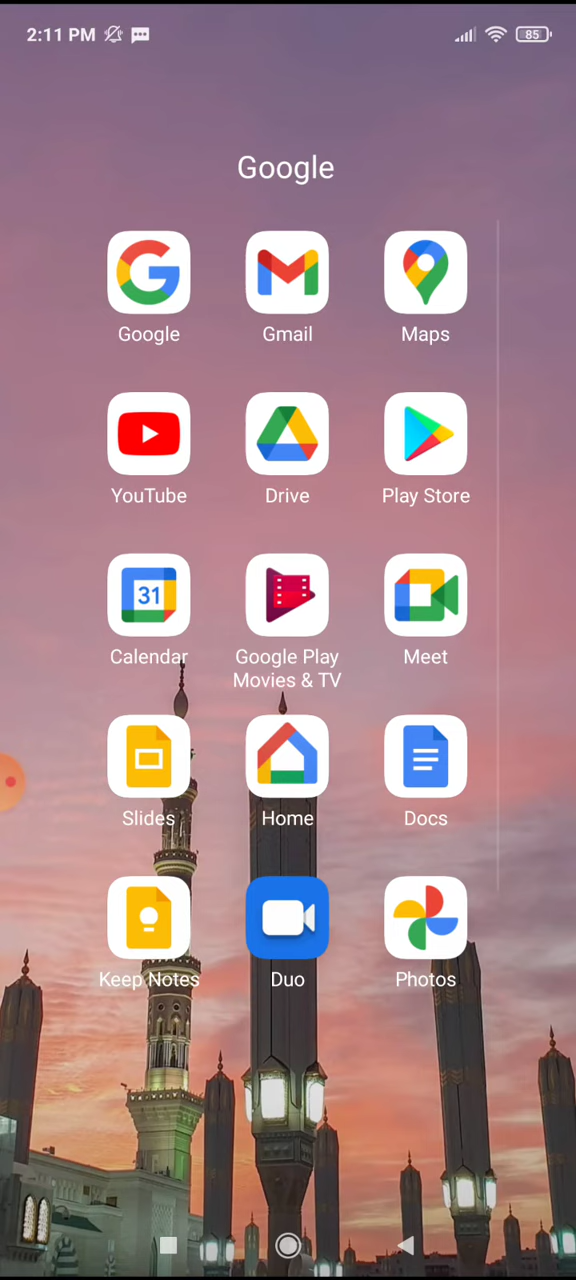 2:11 PM 85
Google
Google Gmail Maps
YouTube Drive Play Store
31
Calendar Google Play Meet
Movies & TV
Slides Home Docs
Keep Notes Duo Photos